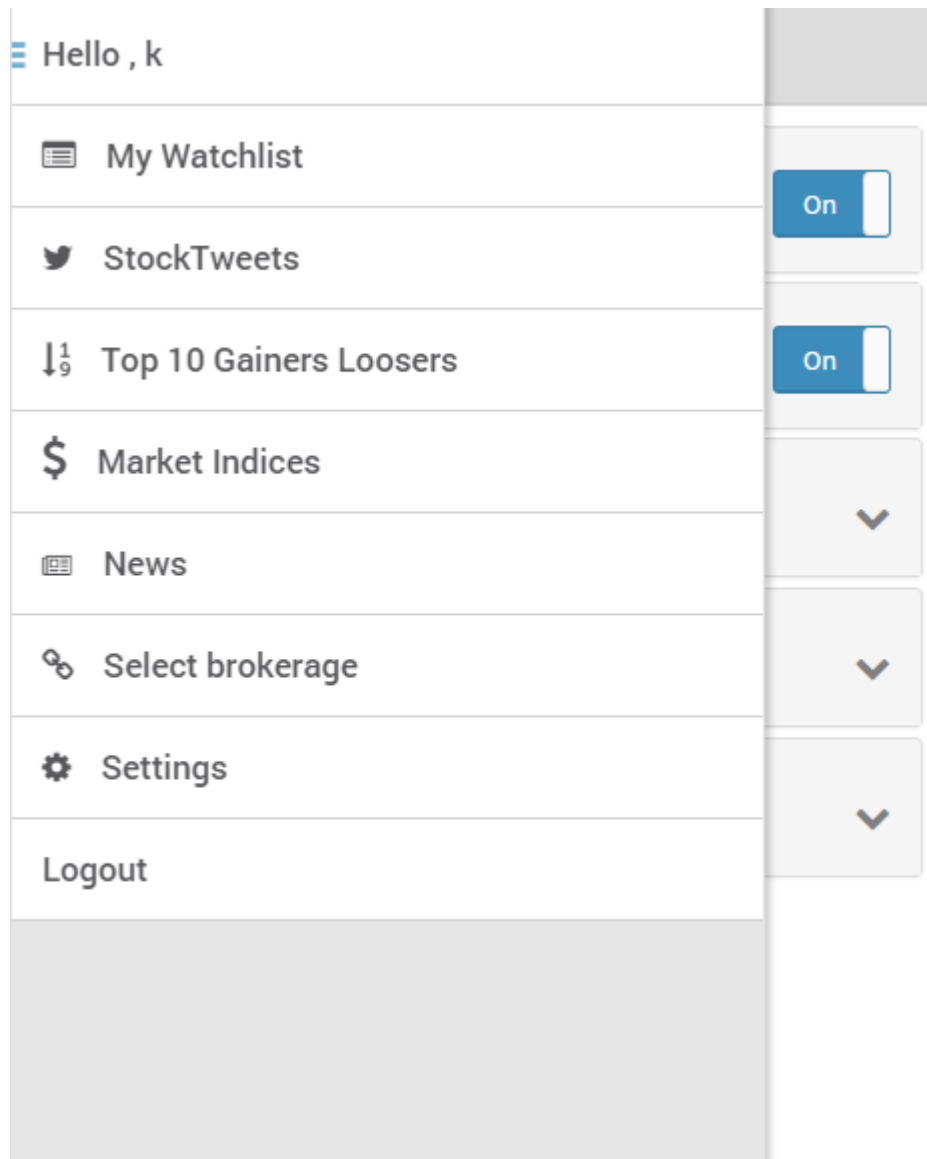 Hello , k
My Watchlist
On
StockTweets
Top 10 Gainers Loosers
On
Market Indices
News
Select brokerage
Settings
Logout